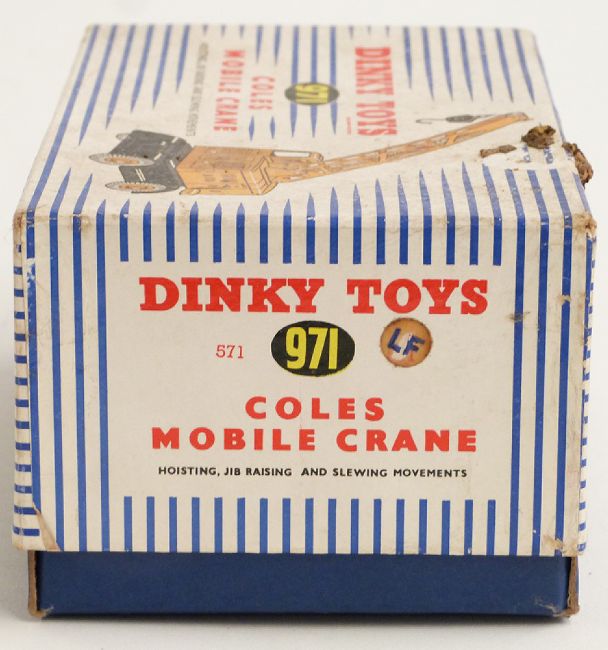 DINKY TOYS
971
COLES
MOBILE CRANE
DINKY TOYS
571
971
LF
COLES
MOBILE CRANE
HOISTING, JIB RAISING AND SLEWING MOVEMENTS